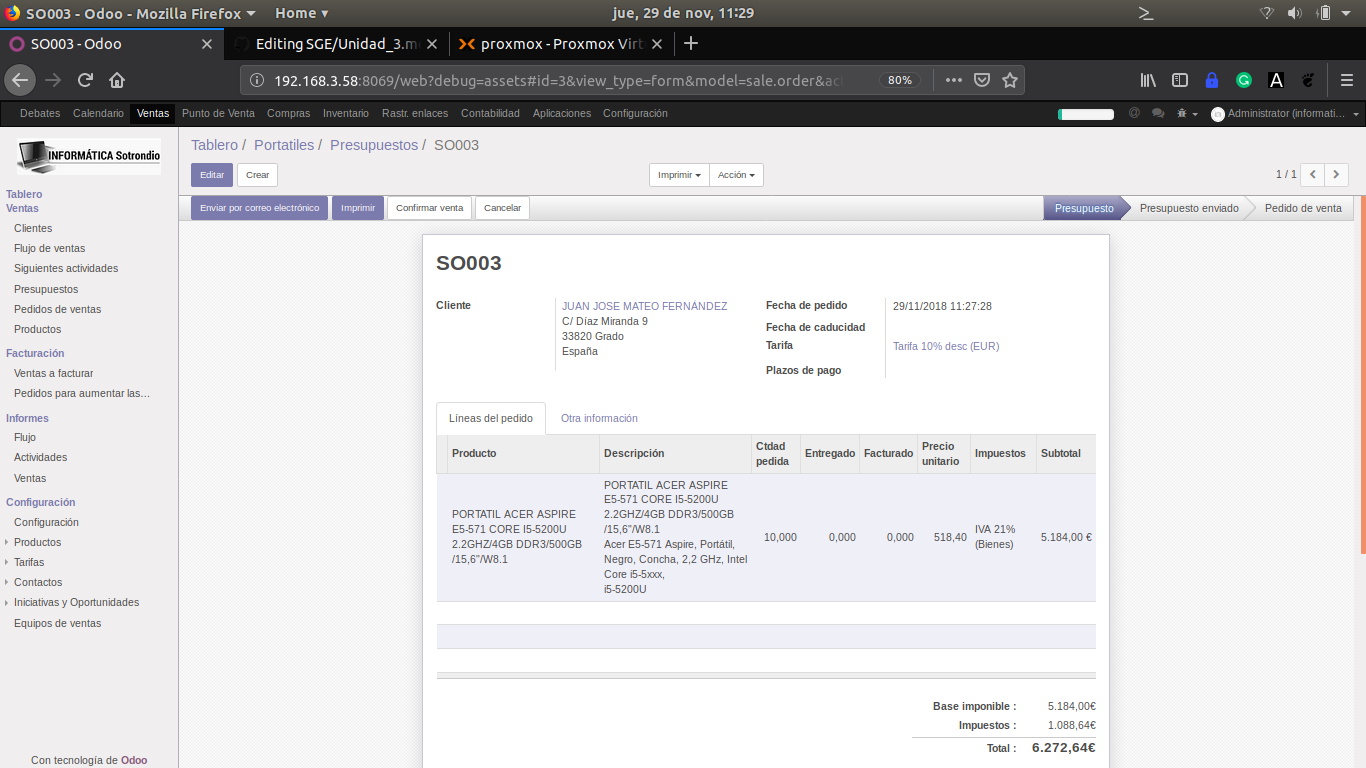 SO003 - Odoo - Mozilla Firefox
Home
jue, 29 de nov, 11:29
SO003 - Odoo
Editing SGE/Unidad_3.m
proxmox - Proxmox Virt
192.168.3.58:8069/web?debug=assets#id=3&view_type=form&model=sale.order&ac
80%
Debates Calendario Ventas Punto de Venta Compras Inventario Rastr. enlaces Contabilidad Aplicaciones Configuración
Administrator (informati...
INFORMÁTICA Sotrondio
Tablero / Portatiles / Presupuestos / SO003
Editar
Crear
Imprimir
Acción
1 / 1
Enviar por correo electrónico
Imprimir
Confirmar venta
Cancelar
Presupuesto
Presupuesto enviado
Pedido de venta
Tablero
Ventas
Clientes
Flujo de ventas
Siguientes actividades
Presupuestos
Pedidos de ventas
Productos
Facturación
Ventas a facturar
Pedidos para aumentar las...
Informes
Flujo
Actividades
Ventas
Configuración
Configuración
Productos
Tarifas
Contactos
Iniciativas y Oportunidades
Equipos de ventas
Con tecnología de Odoo
SO003
Cliente
JUAN JOSE MATEO FERNÁNDEZ
C/ Díaz Miranda 9
33820 Grado
España
Fecha de pedido
29/11/2018 11:27:28
Fecha de caducidad
Tarifa
Tarifa 10% desc (EUR)
Plazos de pago
Líneas del pedido
Otra información
Producto
Descripción
Ctdad
pedida
Entregado
Facturado
Precio
unitario
Impuestos
Subtotal
PORTATIL ACER ASPIRE
E5-571 CORE I5-5200U
2.2GHZ/4GB DDR3/500GB
/15,6"/W8.1
PORTATIL ACER ASPIRE
E5-571 CORE I5-5200U
2.2GHZ/4GB DDR3/500GB
/15,6"/W8.1
Acer E5-571 Aspire, Portátil,
Negro, Concha, 2,2 GHz, Intel
Core i5-5xxx,
i5-5200U
10,000
0,000
0,000
518,40
IVA 21%
(Bienes)
5.184,00 €
Base imponible : 5.184,00€
Impuestos : 1.088,64€
Total : 6.272,64€